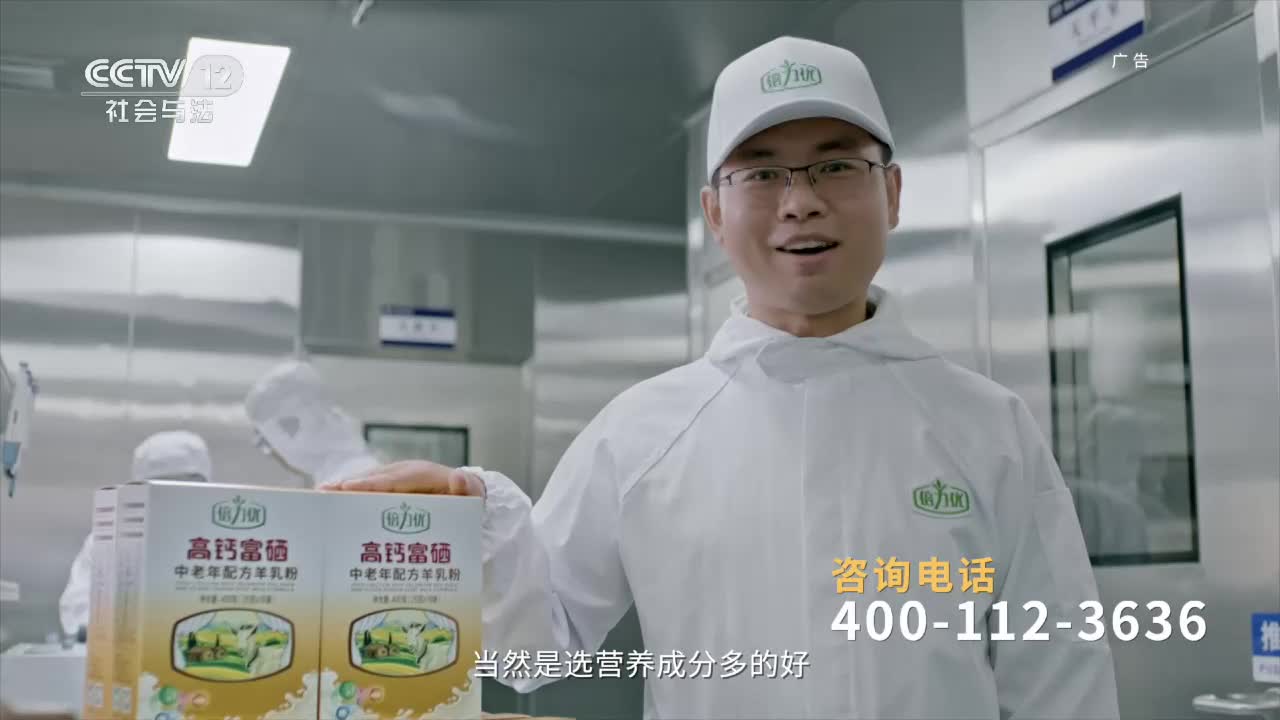 CCTV 12
社会与法
广告
倍力优
倍力优
倍力优
高钙富硒
中老年配方羊乳粉
倍力优
高钙富硒
中老年配方羊乳粉
咨询电话
400-112-3636
当然是选营养成分多的好
推